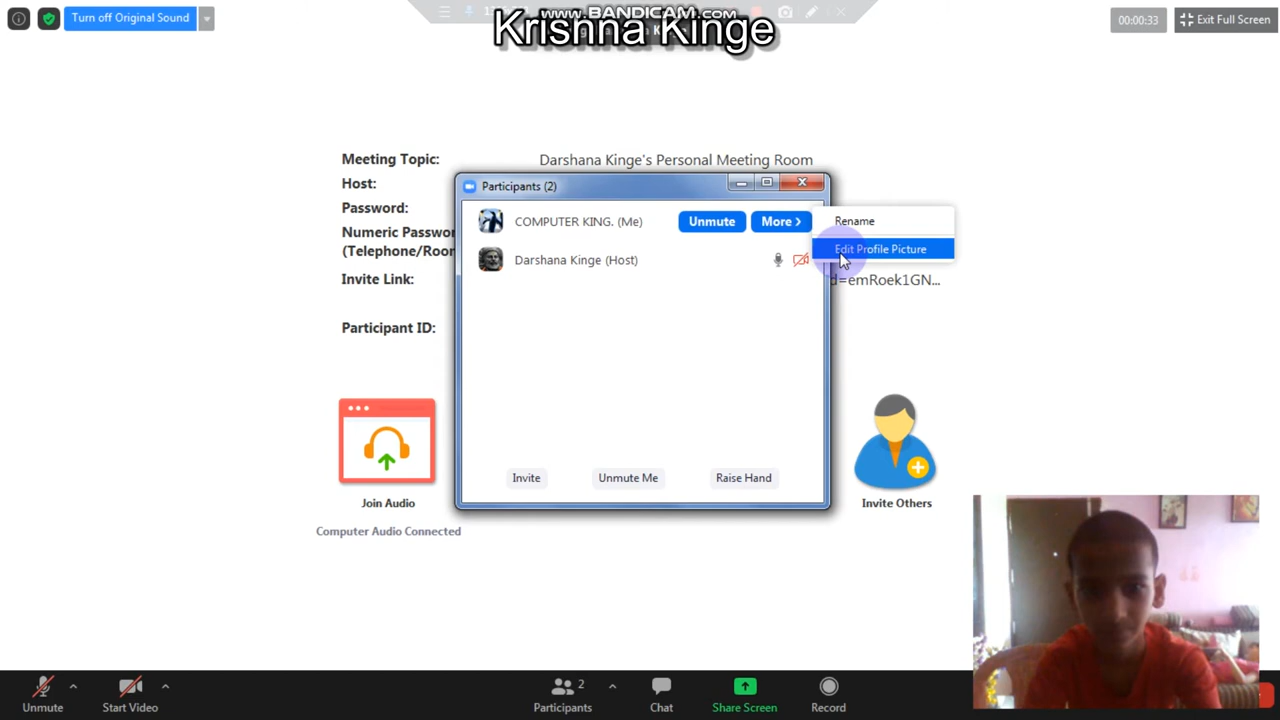 Turn off Original Sound
www.BANDICAM.com
Krishna Kinge
00:00:33
Exit Full Screen
Meeting Topic:
Darshana Kinge's Personal Meeting Room
Host:
Password:
Numeric Passwo
(Telephone/Roor
Invite Link:
d=emRoek1GN...
Participant ID:
Participants (2)
COMPUTER KING. (Me)
Unmute
More >
Rename
Edit Profile Picture
Darshana Kinge (Host)
Invite
Unmute Me
Raise Hand
Join Audio
Computer Audio Connected
Invite Others
Unmute
Start Video
2
Participants
Chat
Share Screen
Record